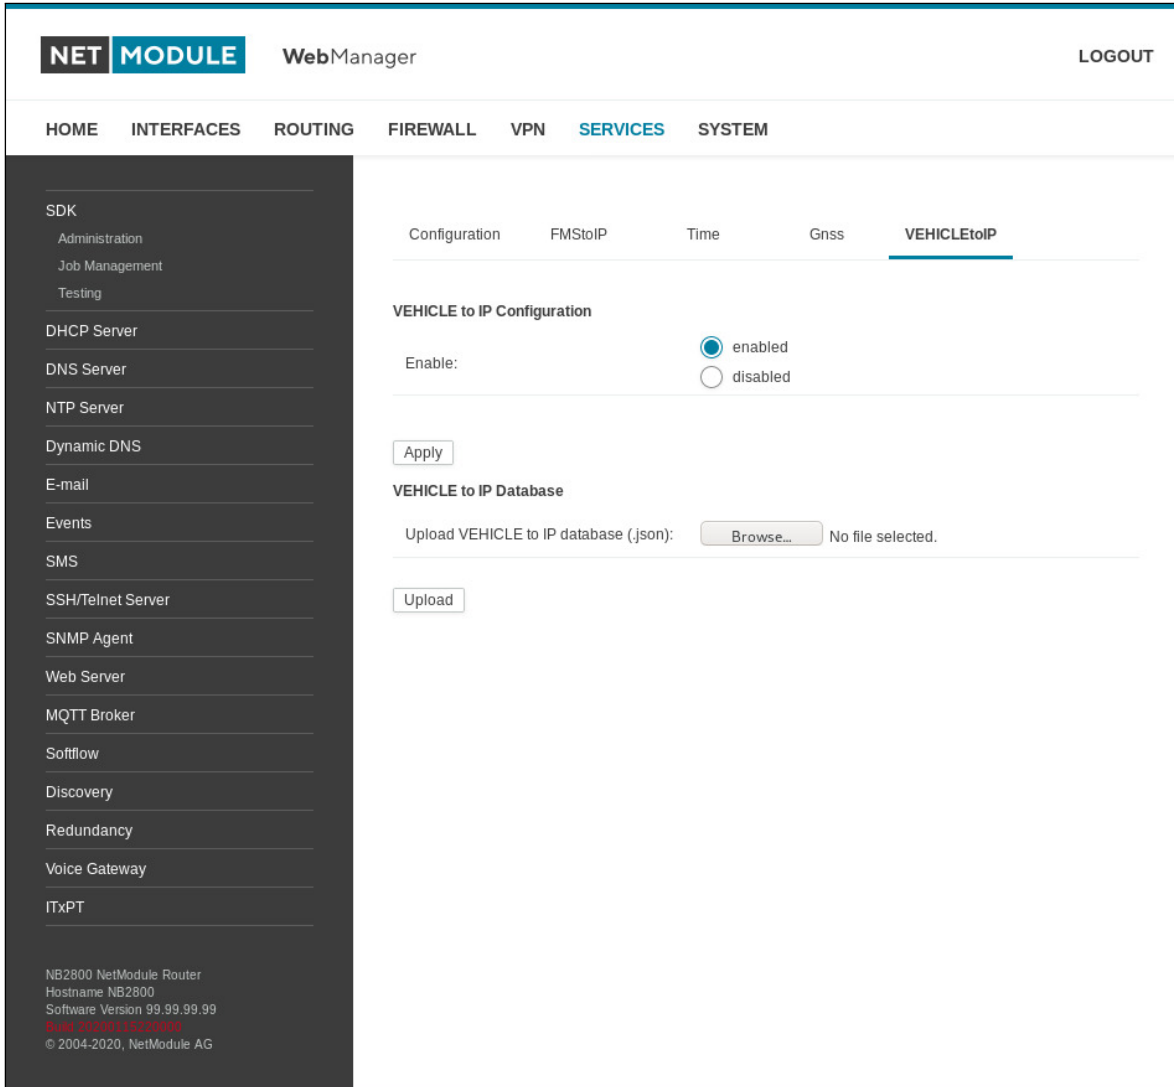 NET MODULE WebManager LOGOUT
HOME INTERFACES ROUTING FIREWALL VPN SERVICES SYSTEM
SDK
Administration
Job Management
Testing
DHCP Server
DNS Server
NTP Server
Dynamic DNS
E-mail
Events
SMS
SSH/Telnet Server
SNMP Agent
Web Server
MQTT Broker
Softflow
Discovery
Redundancy
Voice Gateway
ITxPT
NB2800 NetModule Router
Hostname NB2800
Software Version 99.99.99.99
Build
© 2004-2020, NetModule AG
Configuration FMStoIP Time Gnss VEHICLEtoIP
VEHICLE to IP Configuration
Enable:
enabled
disabled
Apply
VEHICLE to IP Database
Upload VEHICLE to IP database (.json): Browse... No file selected.
Upload